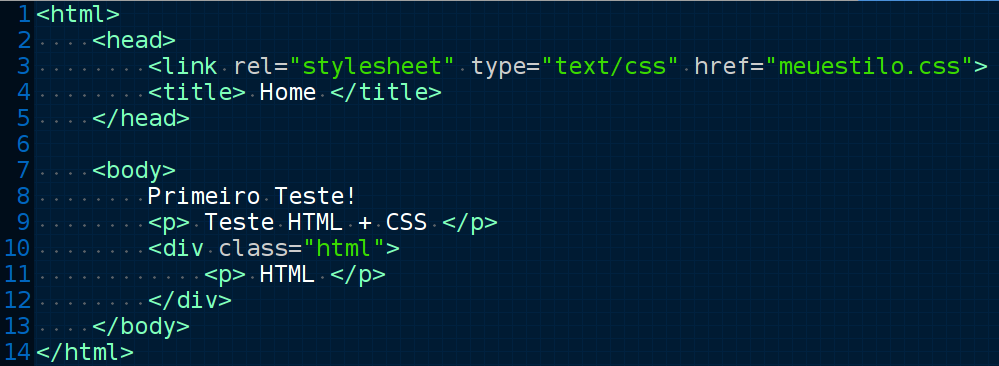 1 <html>
2     <head>
3         <link rel="stylesheet" type="text/css" href="meuestilo.css">
4         <title> Home </title>
5     </head>
6
7     <body>
8         Primeiro Teste!
9         <p> Teste HTML + CSS </p>
10         <div class="html">
11             <p> HTML </p>
12         </div>
13     </body>
14 </html>